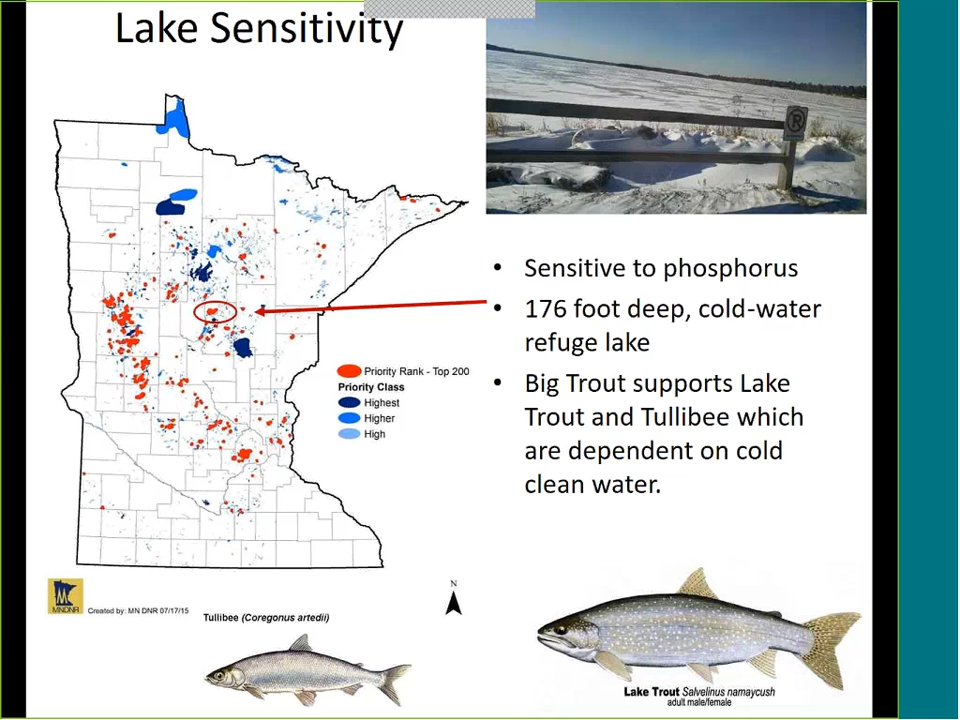 Lake Sensitivity
R
• Sensitive to phosphorus
• 176 foot deep, cold-water
refuge lake
• Big Trout supports Lake
Trout and Tullibee which
are dependent on cold
clean water.
Priority Rank - Top 200
Priority Class
Highest
Higher
High
MNDNR
Created by: MN DNR 07/17/15
N
Tullibee (Coregonus artedii)
Lake Trout Salvelinus namaycush
adult male/female